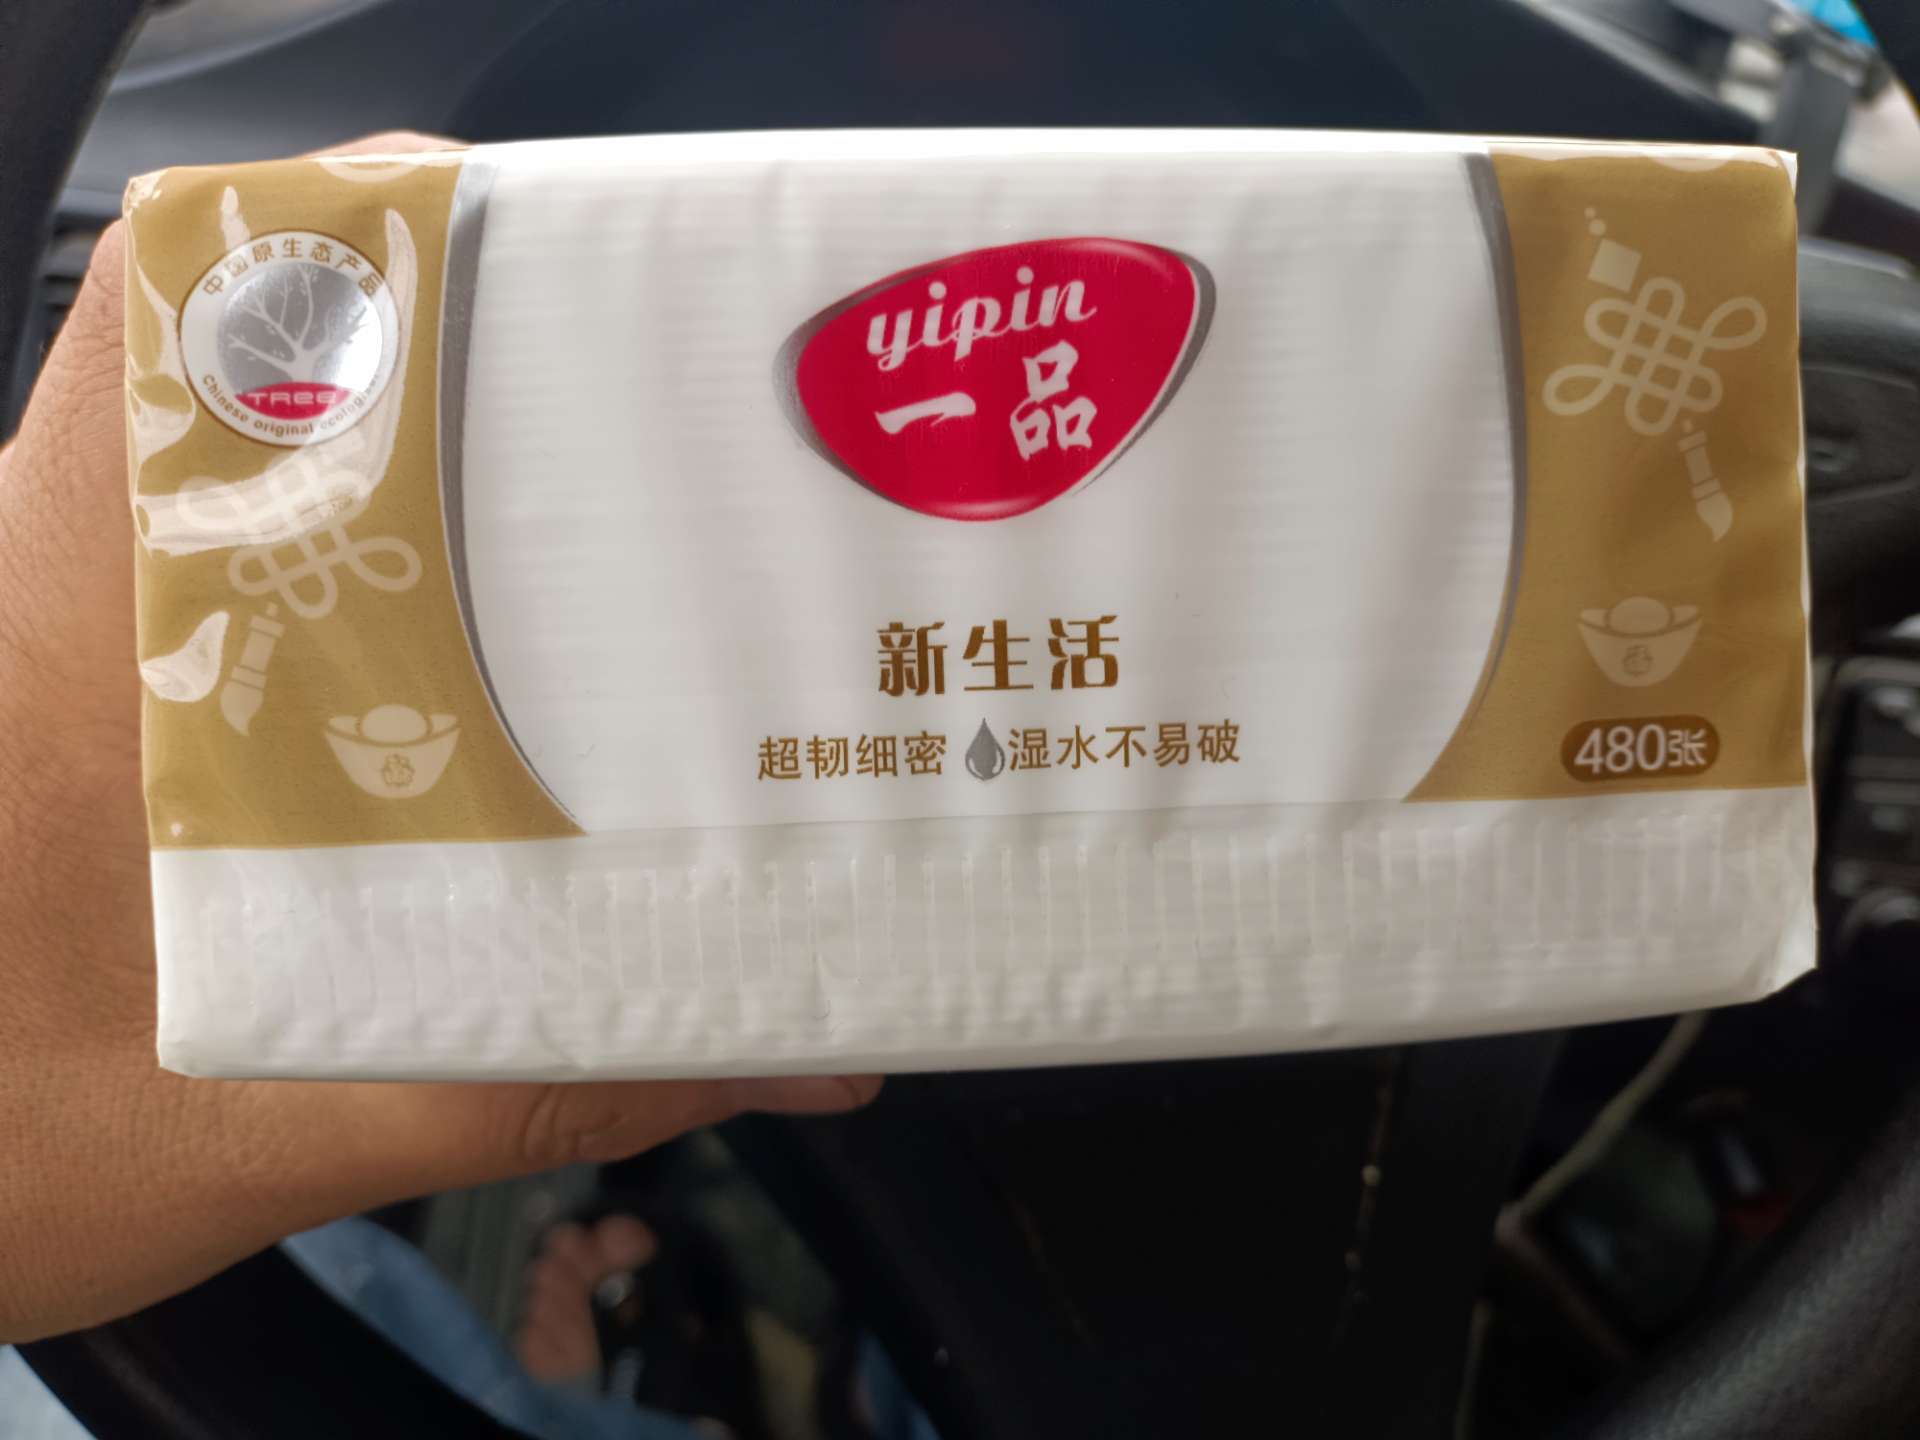 中国原生态产品
TREE
Chinese original ecologi
yipin
一品
新生活
超韧细密 湿水不易破
480张